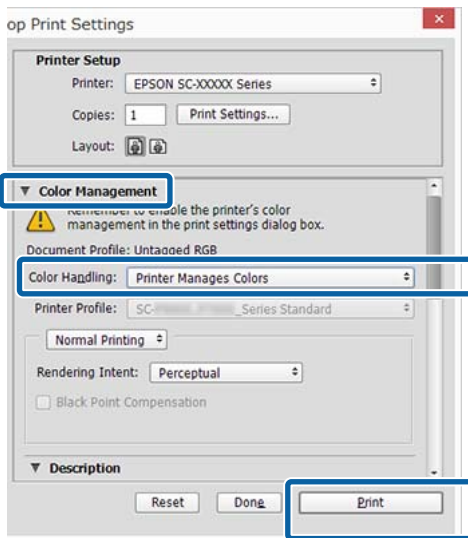 op Print Settings
Printer Setup
Printer: EPSON SC-XXXXX Series
Copies: 1 Print Settings...
Layout:
Color Management
Remember to enable the printer's color
management in the print settings dialog box.
Document Profile: Untagged RGB
Color Handling: Printer Manages Colors
Printer Profile: SC- _Series Standard
Normal Printing
Rendering Intent: Perceptual
Black Point Compensation
Description
Reset Done Print